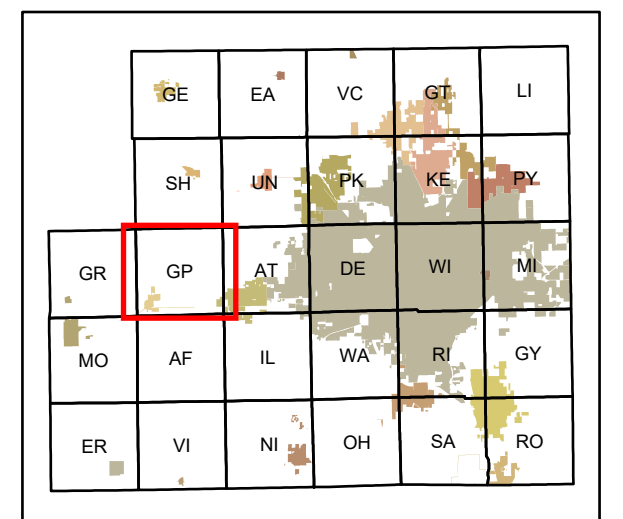 GE EA VC GT LI
SH UN PK KE PY
GR GP AT DE WI MI
MO AF IL WA RI GY
ER VI NI OH SA RO